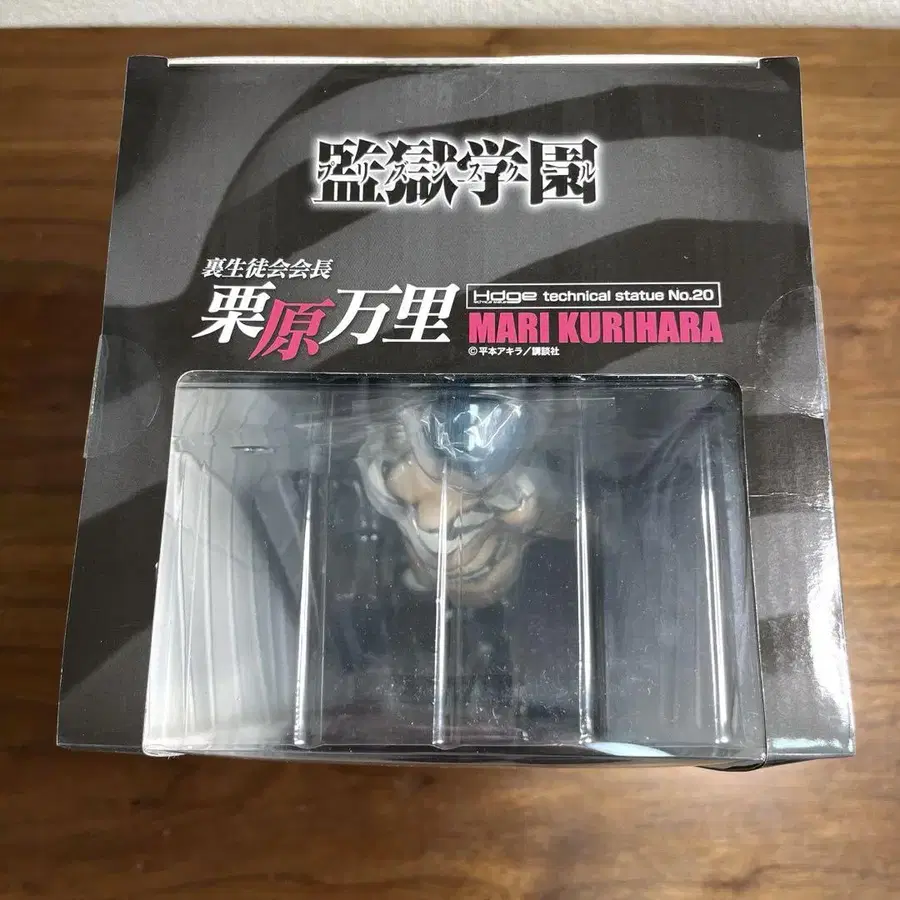 監獄学園
プリズンスクール
裏生徒会会長
栗原万里
Hdge technical statue No.20
MARI KURIHARA
©平本アキラ/講談社